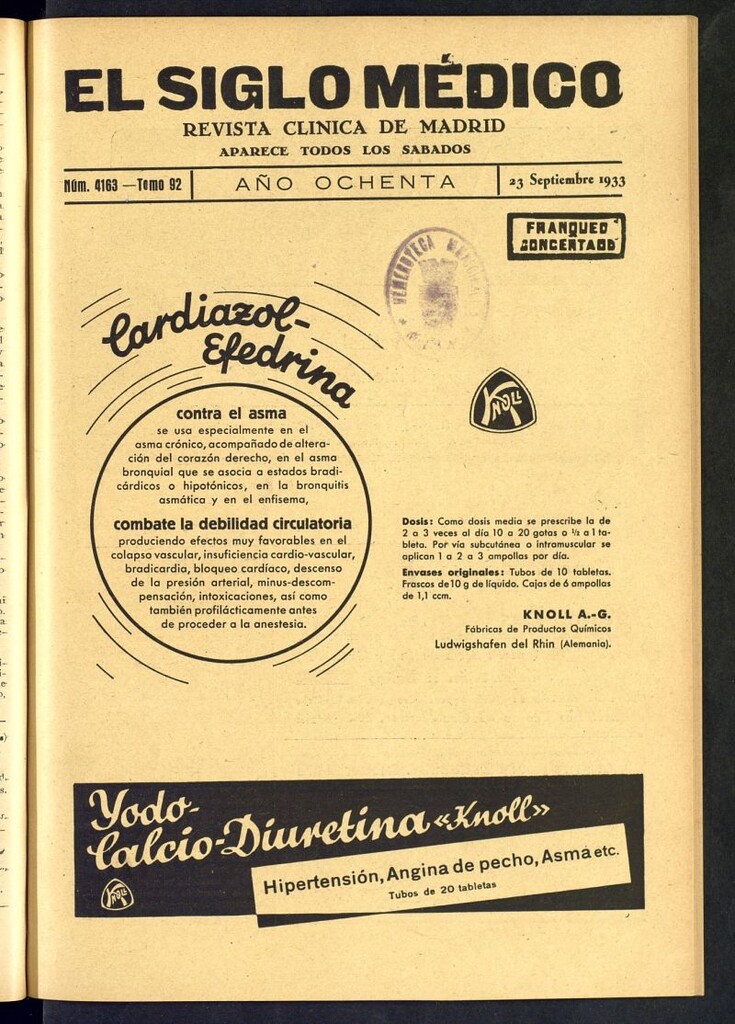 EL SIGLO MÉDICO
REVISTA CLINICA DE MADRID
APARECE TODOS LOS SABADOS
Núm. 4163 — Tomo 92
AÑO OCHENTA
23 Septiembre 1933
FRANQUEO
CONCERTADO
HEMEROTECA
Cardiazol-
Efedrina
KNOLL
contra el asma
se usa especialmente en el
asma crónico, acompañado de altera-
ción del corazón derecho, en el asma
bronquial que se asocia a estados bradi-
cárdicos o hipotónicos, en la bronquitis
asmática y en el enfisema,
combate la debilidad circulatoria
produciendo efectos muy favorables en el
colapso vascular, insuficiencia cardio-vascular,
bradicardia, bloqueo cardíaco, descenso
de la presión arterial, minus-descom-
pensación, intoxicaciones, así como
también profilácticamente antes
de proceder a la anestesia.
Dosis: Como dosis media se prescribe la de
2 a 3 veces al día 10 a 20 gotas o ½ a 1 ta-
bleta. Por vía subcutánea o intramuscular se
aplican 1 a 2 a 3 ampollas por día.
Envases originales: Tubos de 10 tabletas.
Frascos de 10 g de líquido. Cajas de 6 ampollas
de 1,1 ccm.
KNOLL A.-G.
Fábricas de Productos Químicos
Ludwigshafen del Rhin (Alemania).
Yodo-
Calcio-Diuretina «Knoll»
KNOLL
Hipertensión, Angina de pecho, Asma etc.
Tubos de 20 tabletas